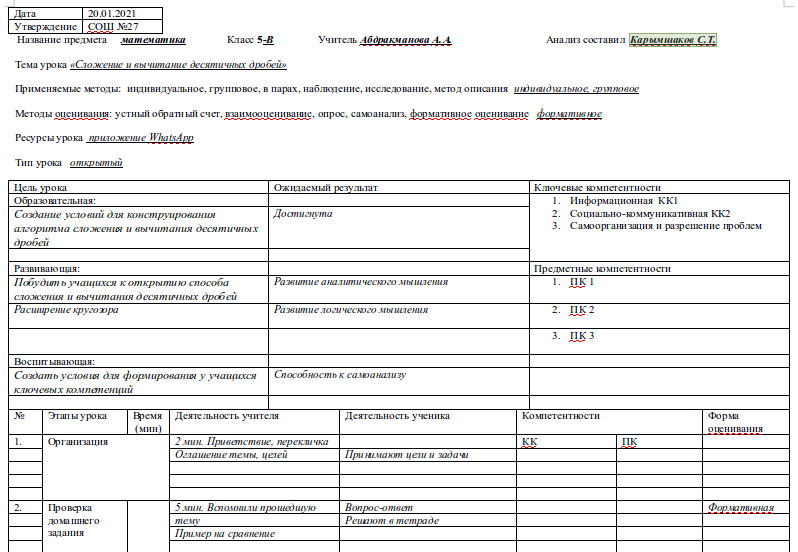 Дата 20.01.2021
Утверждение СОШ №27
Название предмета математика Класс 5-В Учитель Абдракманова А.А. Анализ составил Карымшаков С.Т.
Тема урока «Сложение и вычитание десятичных дробей»
Применяемые методы: индивидуальное, групповое, в парах, наблюдение, исследование, метод описания индивидуальное, групповое
Методы оценивания: устный обратный счет, взаимооценивание, опрос, самоанализ, формативное оценивание формативное
Ресурсы урока приложение WhatsApp
Тип урока открытый
Цель урока Ожидаемый результат Ключевые компетентности
Образовательная: 1. Информационная КК1
Создание условий для конструирования Достигнута 2. Социально-коммуникативная КК2
алгоритма сложения и вычитания десятичных 3. Самоорганизация и разрешение проблем
дробей
Развивающая: Предметные компетентности
Побудить учащихся к открытию способа Развитие аналитического мышления 1. ПК 1
сложения и вычитания десятичных дробей
Расширение кругозора Развитие логического мышления 2. ПК 2
3. ПК 3
Воспитывающая:
Создать условия для формирования у учащихся Способность к самоанализу
ключевых компетенций
№ Этапы урока Время Деятельность учителя Деятельность ученика Компетентности Форма
(мин) оценивания
1. Организация 2 мин. Приветствие, перекличка КК ПК
Оглашение темы, целей Принимают цели и задачи
2. Проверка 5 мин. Вспомнили прошедшую Вопрос-ответ Формативная
домашнего тему Решают в тетраде
задания Пример на сравнение